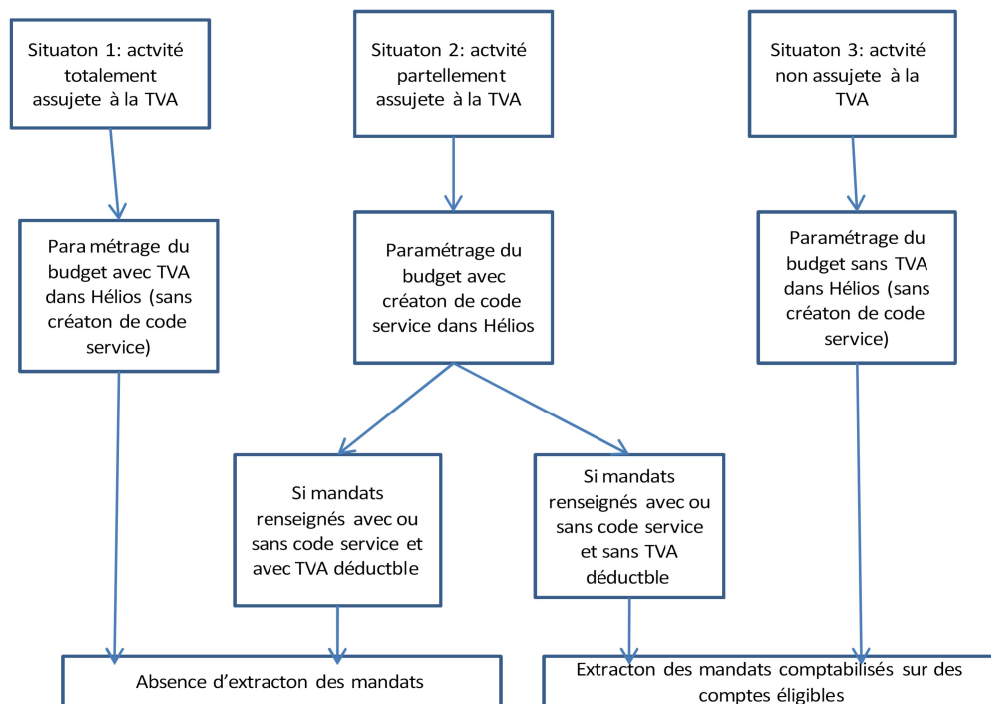 Situaton 1: actvité
totalement
assujete à la TVA
Situaton 2: actvité
partellement
assujete à la TVA
Situaton 3: actvité
non assujete à la
TVA
Paramétrage du
budget avec TVA
dans Hélios (sans
créaton de code
service)
Paramétrage du
budget avec
créaton de code
service dans Hélios
Paramétrage du
budget sans TVA
dans Hélios (sans
créaton de code
service)
Si mandats
renseignés avec ou
sans code service et
avec TVA déductble
Si mandats
renseignés avec ou
sans code service
et sans TVA
déductble
Absence d’extracton des mandats
Extracton des mandats comptabilisés sur des
comptes éligibles